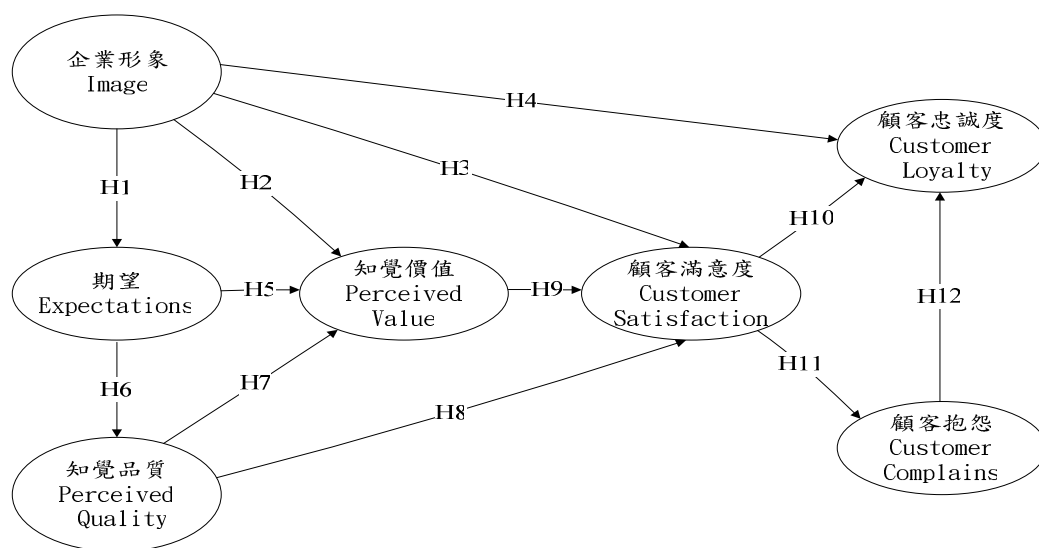 企業形象
Image
H4
顧客忠誠度
Customer
Loyalty
H1
H2
H3
H10
期望
Expectations
H5
知覺價值
Perceived
Value
H9
顧客滿意度
Customer
Satisfaction
H12
H6
H7
H8
H11
知覺品質
Perceived
Quality
顧客抱怨
Customer
Complains